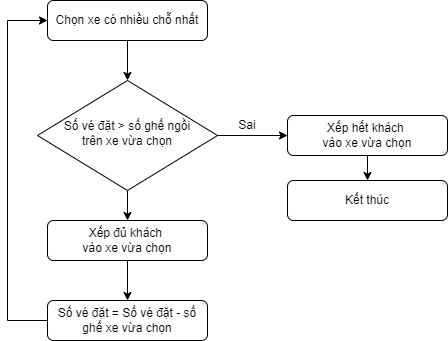 Chọn xe có nhiều chỗ nhất
Số vé đặt > số ghế ngồi
trên xe vừa chọn
Sai
Xếp hết khách
vào xe vừa chọn
Kết thúc
Xếp đủ khách
vào xe vừa chọn
Số vé đặt = Số vé đặt - số
ghế xe vừa chọn